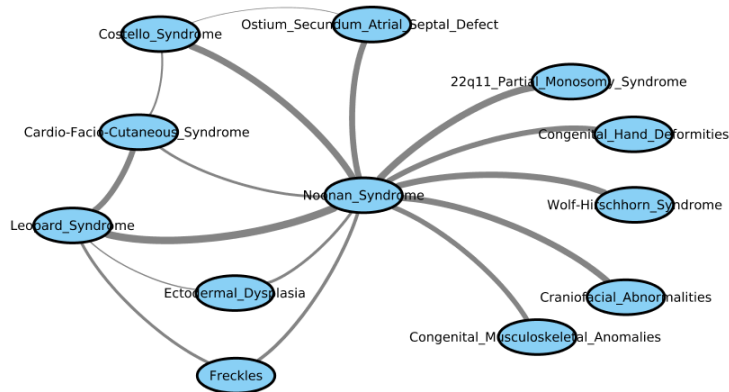 Ostium_Secundum_Atrial_Septal_Defect
Costello_Syndrome
22q11_Partial_Monosomy_Syndrome
Cardio-Facio-Cutaneous_Syndrome
Congenital_Hand_Deformities
Noonan_Syndrome
Wolf-Hirschhorn_Syndrome
Leopard_Syndrome
Ectodermal_Dysplasia
Craniofacial_Abnormalities
Congenital_Musculoskeletal_Anomalies
Freckles